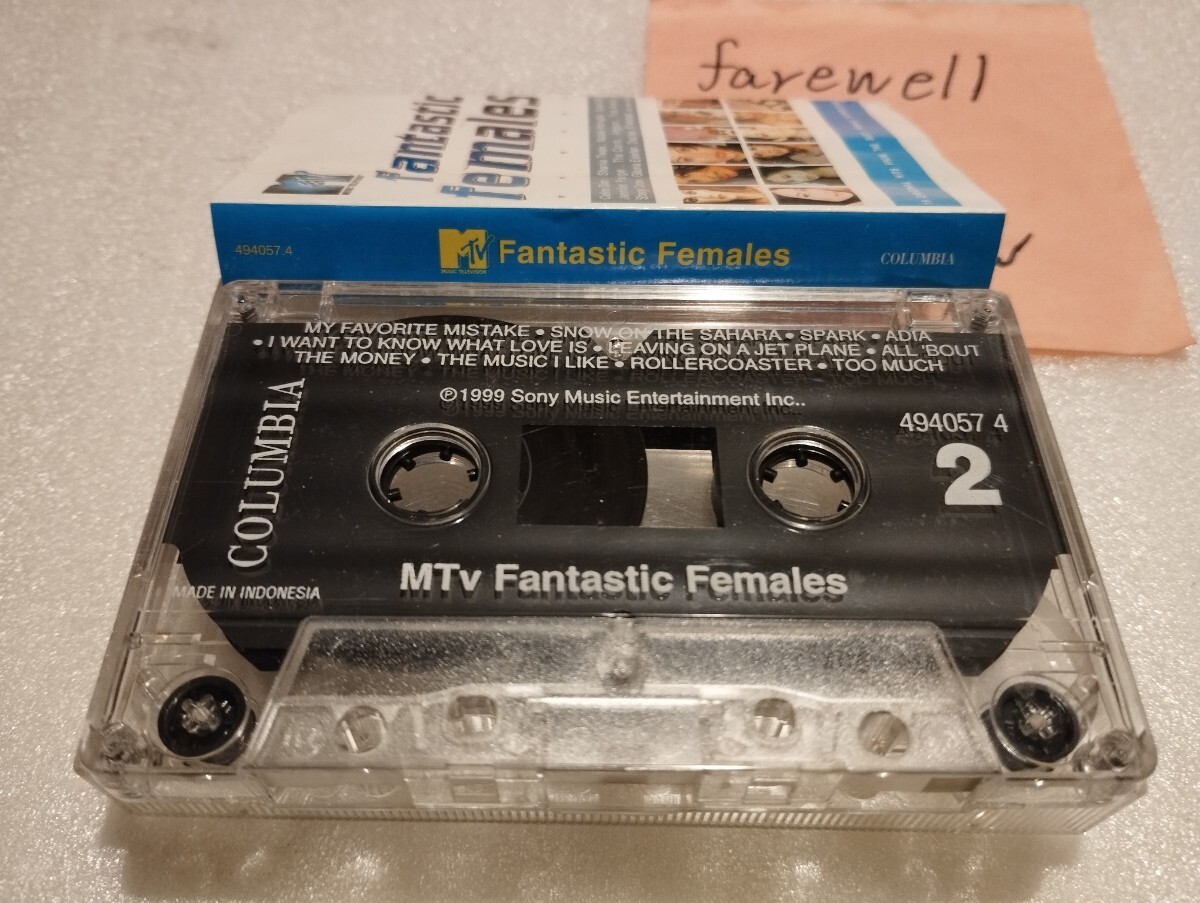 farewell
fantastic
females
494057 4
MTV
MUSIC TELEVISION
Fantastic Females
COLUMBIA
MY FAVORITE MISTAKE • SNOW ON THE SAHARA • SPARK • ADIA
• I WANT TO KNOW WHAT LOVE IS • LEAVING ON A JET PLANE • ALL 'BOUT
THE MONEY • THE MUSIC I LIKE • ROLLERCOASTER • TOO MUCH
℗1999 Sony Music Entertainment Inc..
494057 4
2
COLUMBIA
MADE IN INDONESIA
MTv Fantastic Females